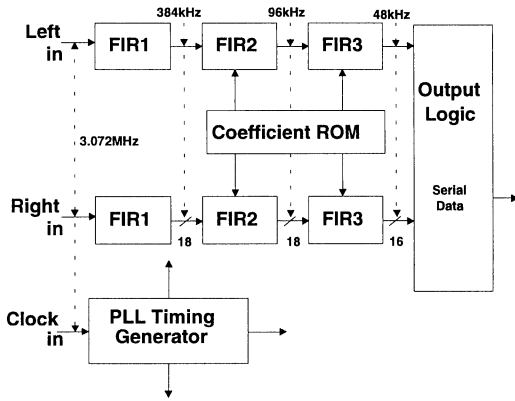 384kHz
96kHz
48kHz
Left
in
FIR1
FIR2
FIR3
Output
Logic
Coefficient ROM
3.072MHz
Right
in
FIR1
FIR2
FIR3
Serial
Data
18
18
16
Clock
in
PLL Timing
Generator